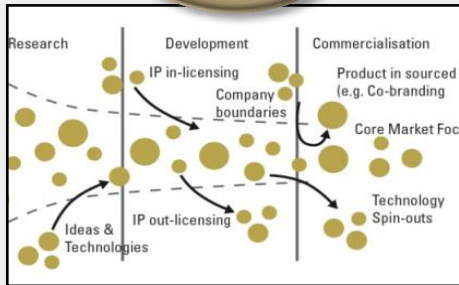 Research
Development
Commercialisation
IP in-licensing
Company
boundaries
Product in sourced
(e.g. Co-branding
Core Market Foc
Ideas &
Technologies
IP out-licensing
Technology
Spin-outs